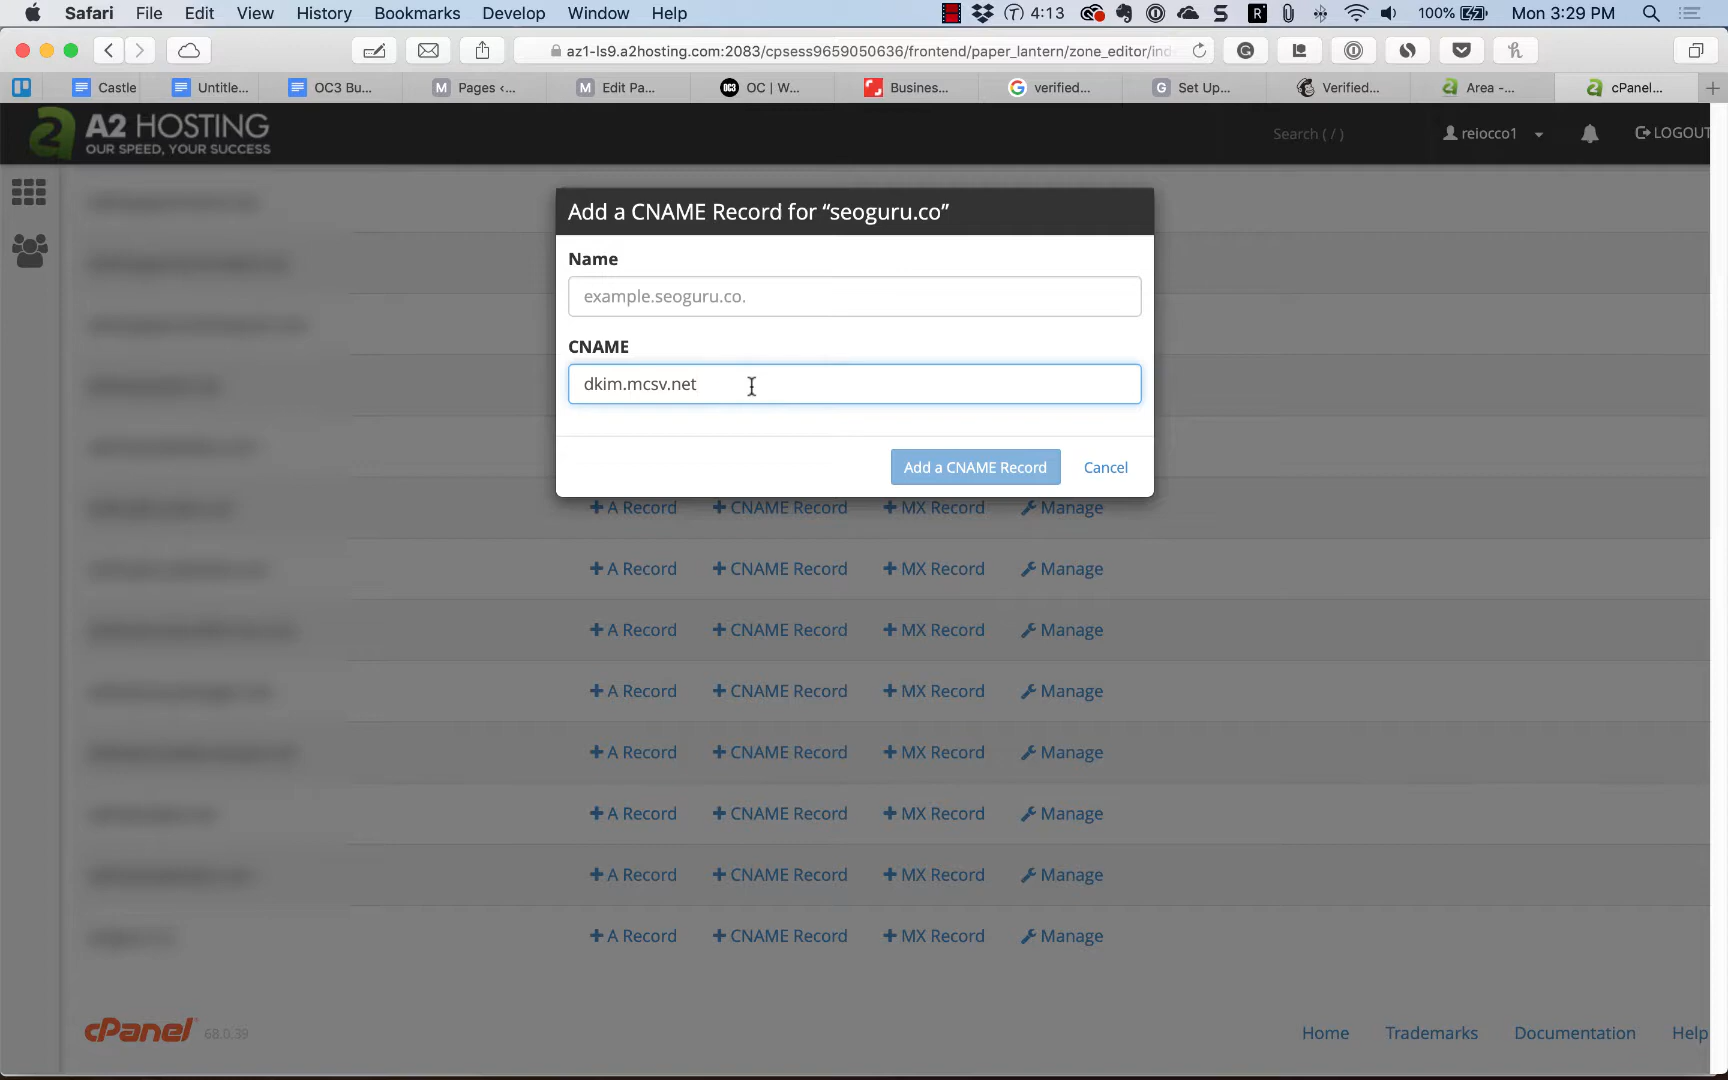 Safari File Edit View History Bookmarks Develop Window Help 4:13 100% Mon 3:29 PM
az1-ls9.a2hosting.com:2083/cpsess9659050636/frontend/paper_lantern/zone_editor/ind
Castle Untitle... OC3 Bu... Pages ‹... Edit Pa... OC | W... Busines... verified... Set Up... Verified... Area -... cPanel...
A2 HOSTING
OUR SPEED, YOUR SUCCESS
Search ( / ) reiocco1 LOGOUT
Add a CNAME Record for “seoguru.co”
Name
example.seoguru.co.
CNAME
dkim.mcsv.net
Add a CNAME Record Cancel
A Record CNAME Record MX Record Manage
A Record CNAME Record MX Record Manage
A Record CNAME Record MX Record Manage
A Record CNAME Record MX Record Manage
A Record CNAME Record MX Record Manage
A Record CNAME Record MX Record Manage
A Record CNAME Record MX Record Manage
A Record CNAME Record MX Record Manage
cPanel 68.0.39 Home Trademarks Documentation Help